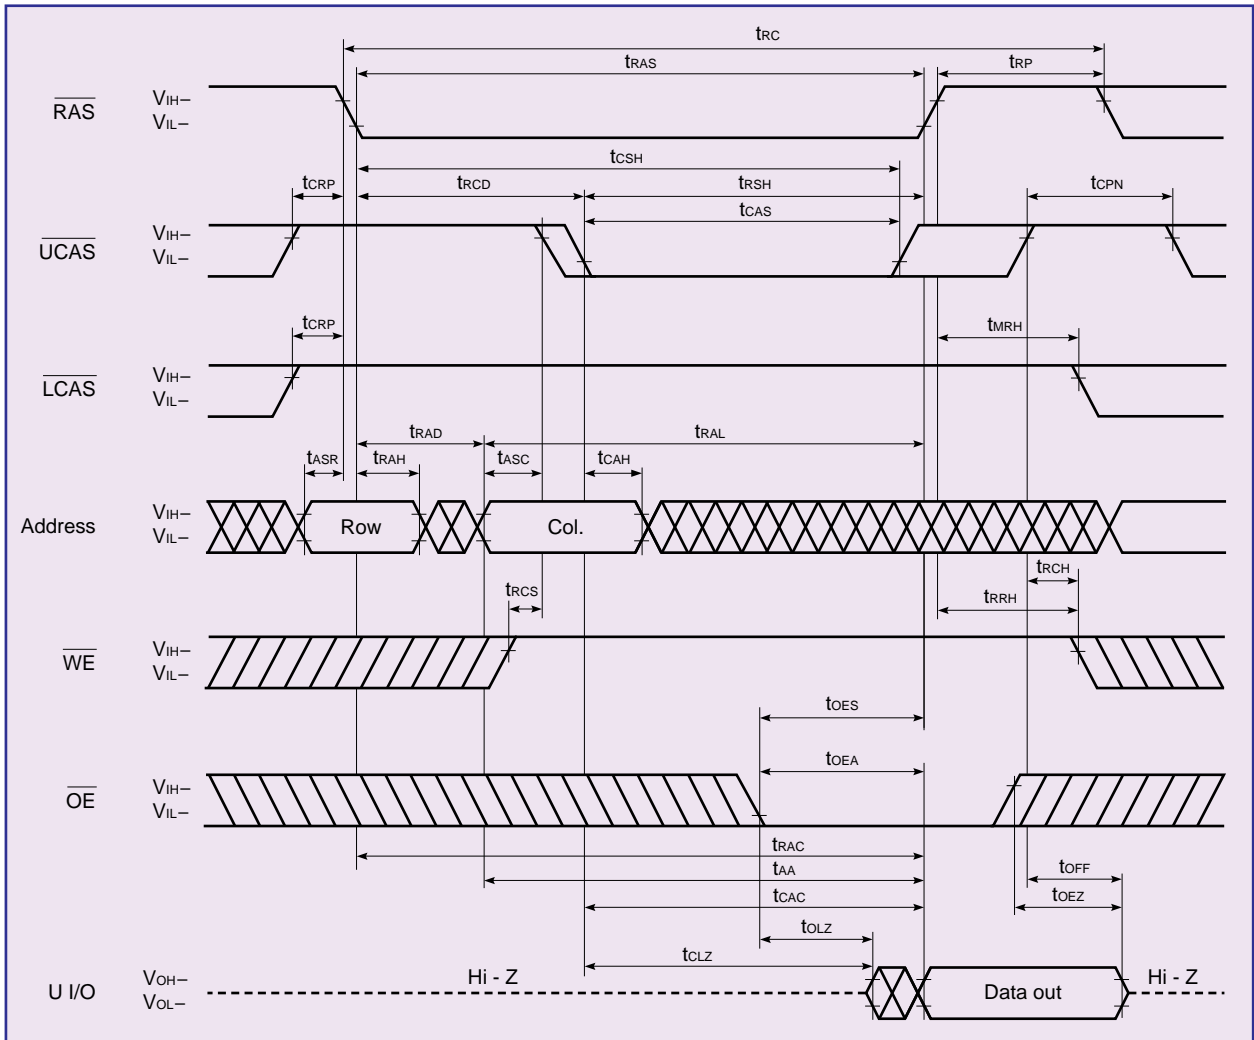 tRC
tRAS tRP
RAS VIH–
VIL–
tCSH
tCRP tRCD tRSH tCPN
tCAS
UCAS VIH–
VIL–
tCRP tMRH
LCAS VIH–
VIL–
tRAD tRAL
tASR tRAH tASC tCAH
Address VIH–
VIL–
Row Col.
tRCH
tRCS tRRH
WE VIH–
VIL–
tOES
tOEA
OE VIH–
VIL–
tRAC
tAA tOFF
tCAC tOEZ
tOLZ
tCLZ
U I/O VOH–
VOL–
Hi - Z Data out Hi - Z